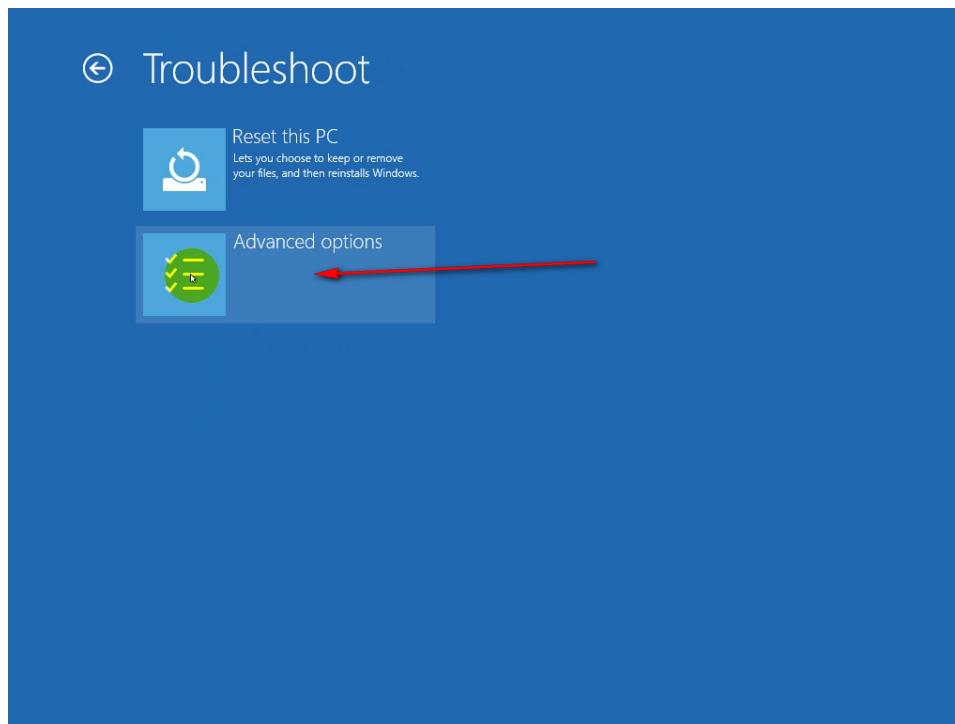 Troubleshoot
Reset this PC
Lets you choose to keep or remove
your files, and then reinstalls Windows.
Advanced options